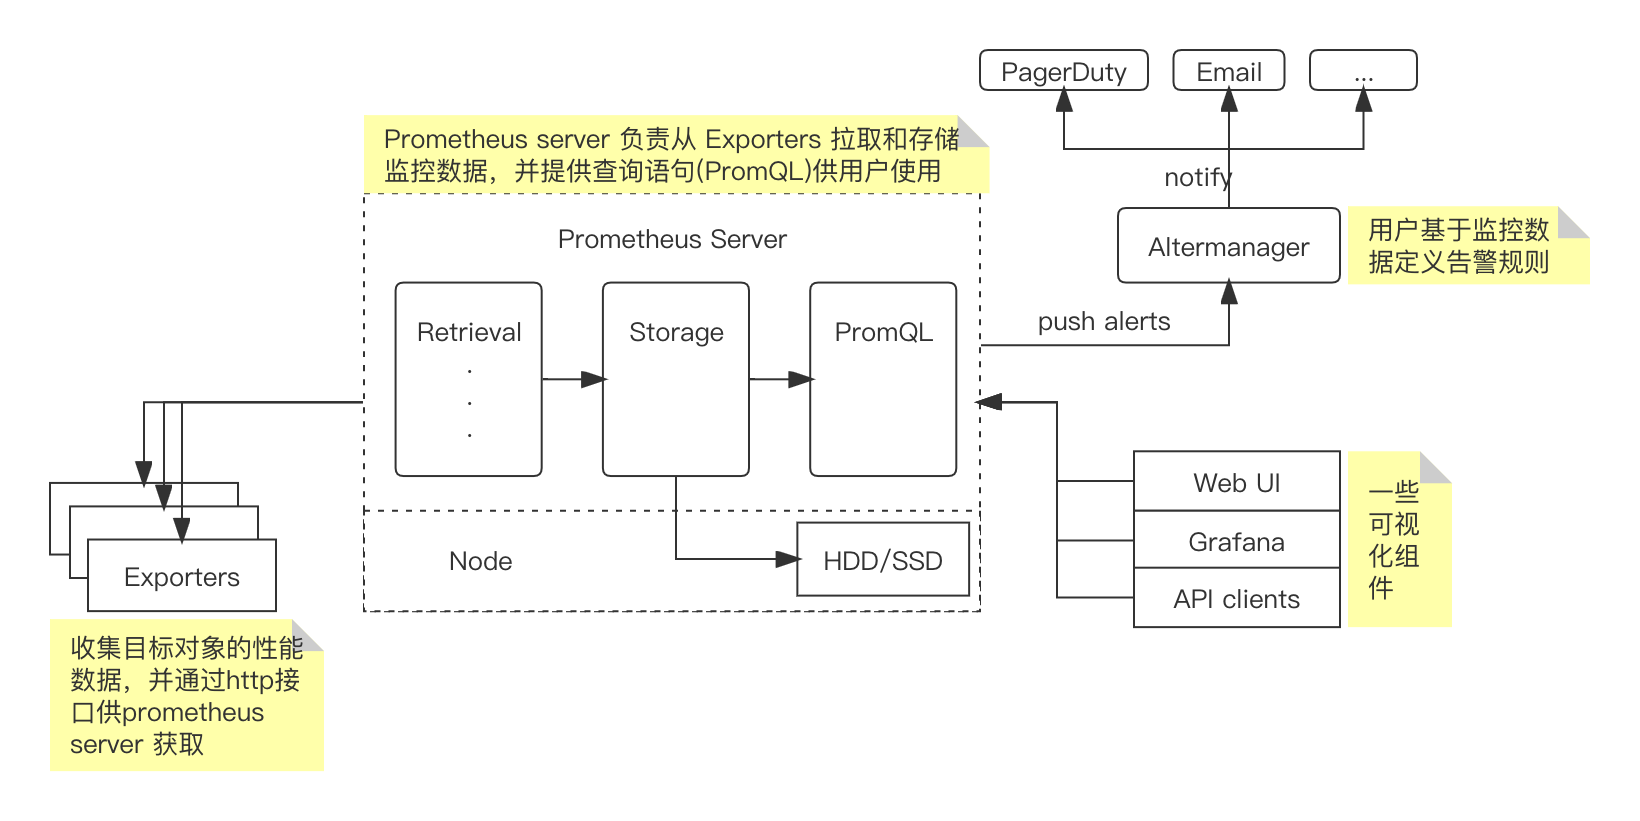 PagerDuty
Email
...
Prometheus server 负责从 Exporters 拉取和存储
监控数据，并提供查询语句(PromQL)供用户使用
notify
Prometheus Server
Altermanager
用户基于监控数
据定义告警规则
push alerts
Retrieval
.
.
.
Storage
PromQL
Node
HDD/SSD
Exporters
收集目标对象的性能
数据，并通过http接
口供prometheus
server 获取
Web UI
Grafana
API clients
一些
可视
化组
件